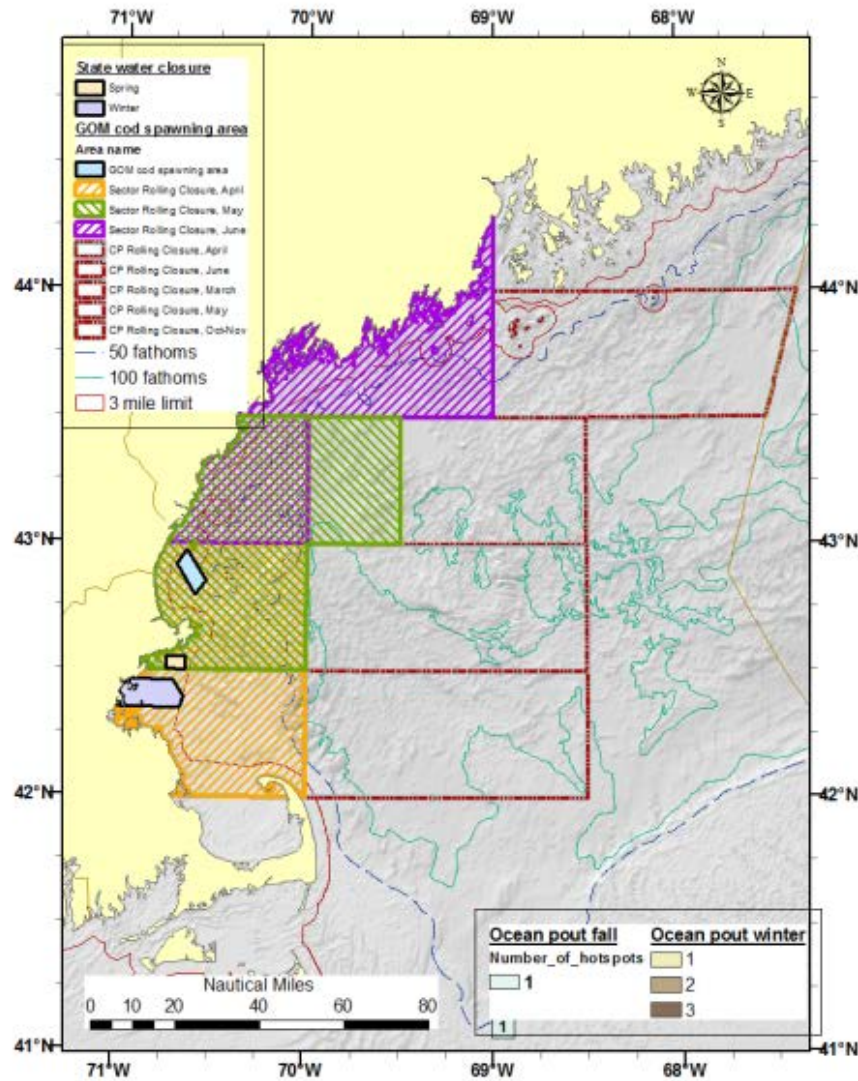 71°W 70°W 69°W 68°W
State water closure
Spring
Winter
GOM cod spawning area
Area name
GOM cod spawning area
Sector Rolling Closure, April
Sector Rolling Closure, May
Sector Rolling Closure, June
CP Rolling Closure, April
CP Rolling Closure, June
CP Rolling Closure, March
CP Rolling Closure, May
CP Rolling Closure, Oct-Nov
50 fathoms
100 fathoms
3 mile limit
N
W E
S
44°N 44°N
43°N 43°N
42°N 42°N
41°N 41°N
Nautical Miles
0 10 20 40 60 80
Ocean pout fall
Number_of_hotspots
1
1
Ocean pout winter
1
2
3
71°W 70°W 69°W 68°W